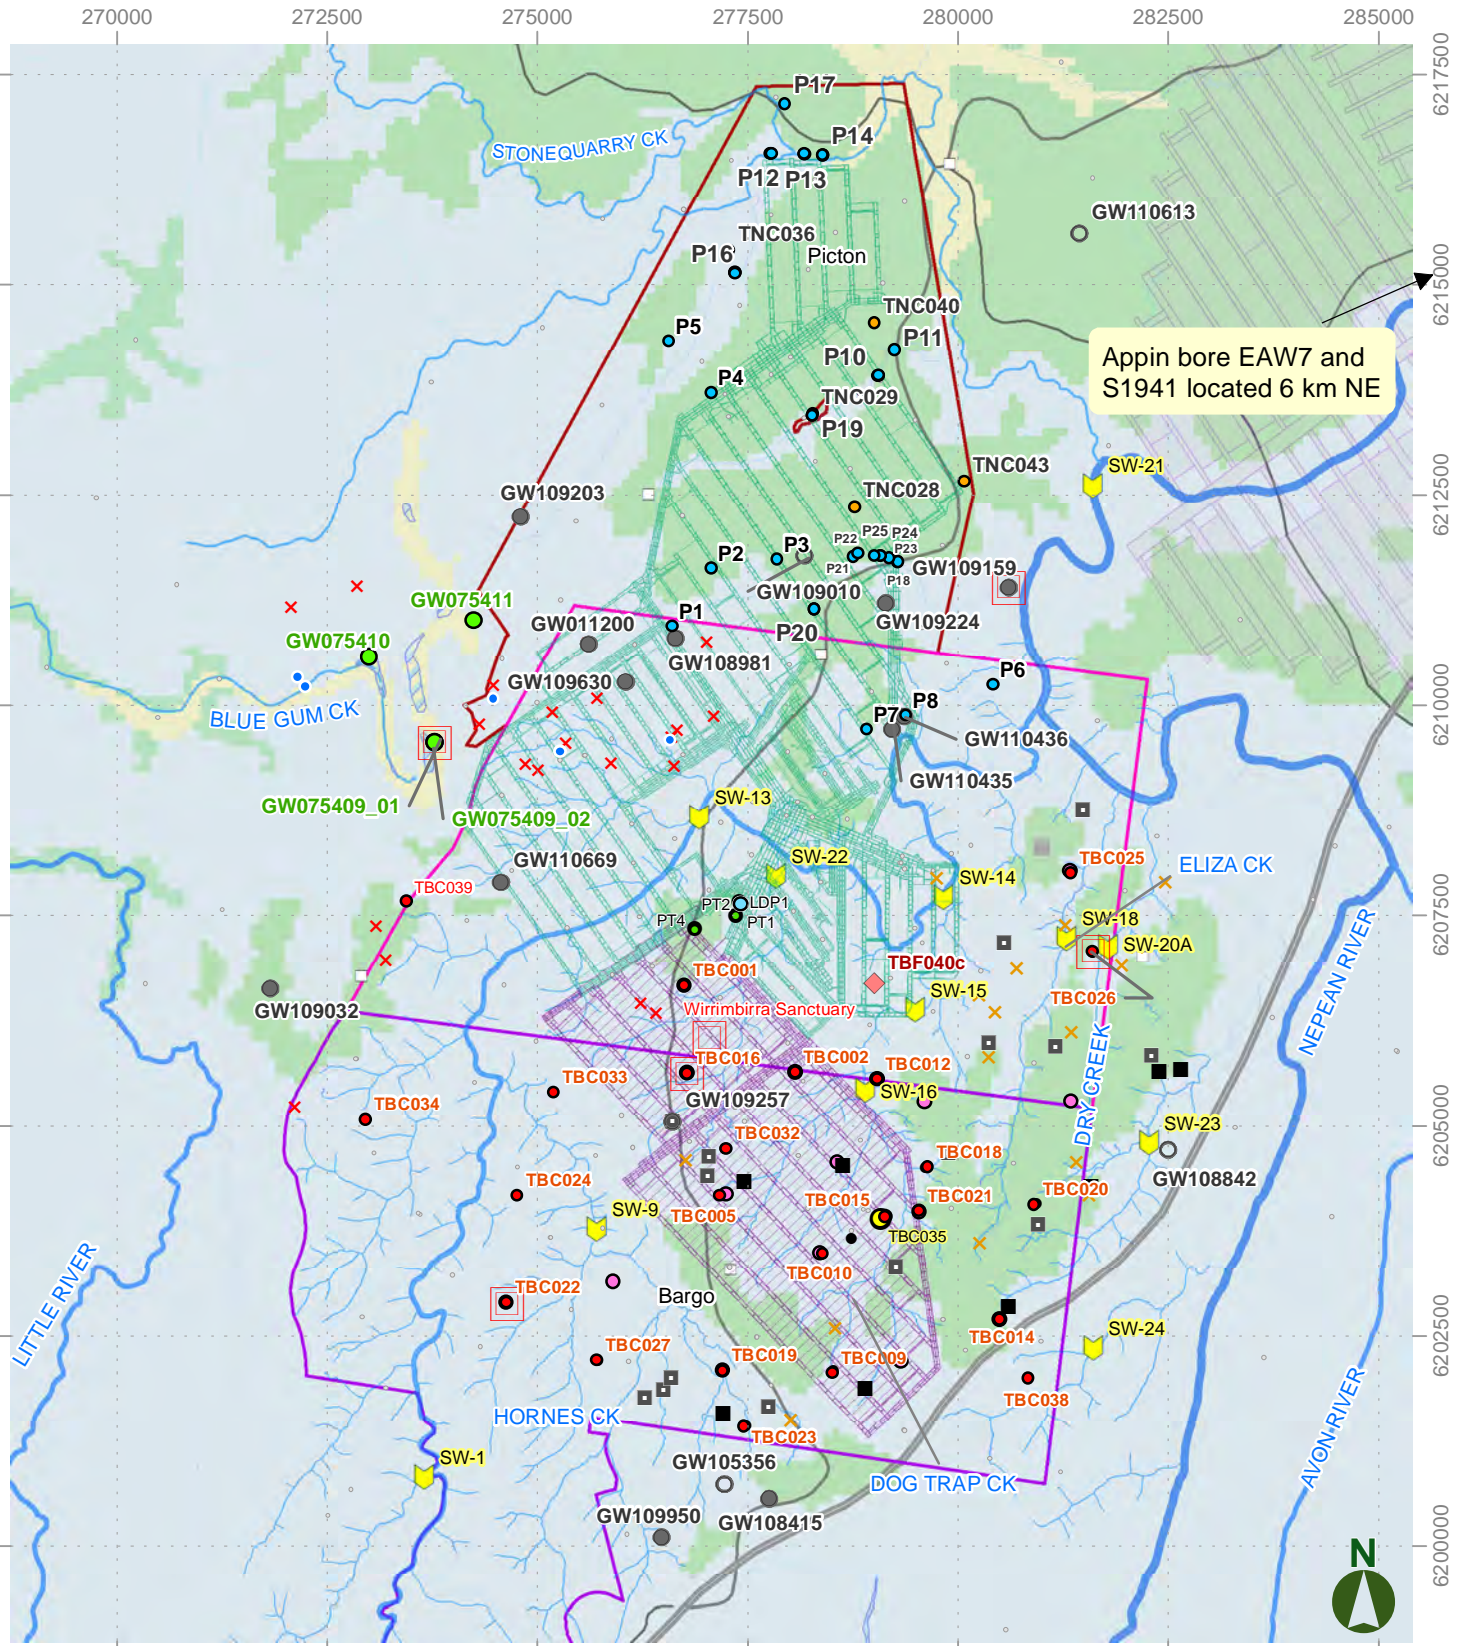 270000
272500
275000
277500
280000
282500
285000
6217500
6215000
6212500
6210000
6207500
6205000
6202500
6200000
P17
STONEQUARRY CK
P14
P12
P13
GW110613
TNC036
P16
Picton
TNC040
P5
P11
Appin bore EAW7 and
S1941 located 6 km NE
P10
P4
TNC029
P19
TNC043
SW-21
GW109203
TNC028
P25
P24
P22
P23
P3
P2
P21
GW109159
P18
GW109010
GW075411
GW109224
GW011200
P1
P20
GW075410
GW108981
P6
GW109630
BLUE GUM CK
P7
P8
GW110436
GW110435
GW075409_01
GW075409_02
SW-13
SW-22
TBC025
ELIZA CK
GW110669
SW-14
TBC039
PT2
LDP1
PT4
PT1
SW-18
SW-20A
TBF040c
TBC001
SW-15
TBC026
GW109032
Wirrimbirra Sanctuary
NEPEAN RIVER
TBC016
TBC002
TBC012
TBC033
SW-16
GW109257
TBC034
DRY CREEK
SW-23
TBC032
TBC018
GW108842
TBC024
TBC015
TBC021
TBC020
SW-9
TBC005
TBC035
TBC010
LITTLE RIVER
TBC022
Bargo
TBC014
SW-24
TBC027
TBC019
TBC009
TBC038
AVON RIVER
HORNES CK
TBC023
SW-1
GW105356
DOG TRAP CK
GW109950
GW108415
N